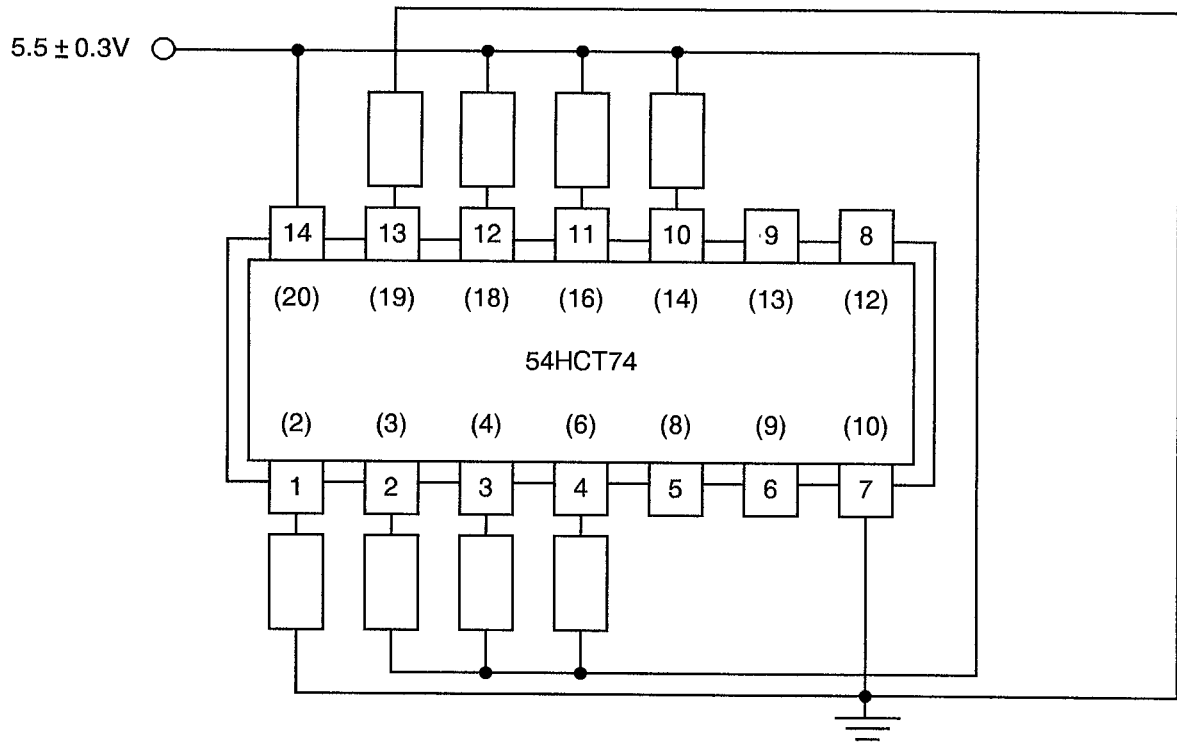 5.5 ± 0.3V
14 13 12 11 10 9 8
(20) (19) (18) (16) (14) (13) (12)
54HCT74
(2) (3) (4) (6) (8) (9) (10)
1 2 3 4 5 6 7